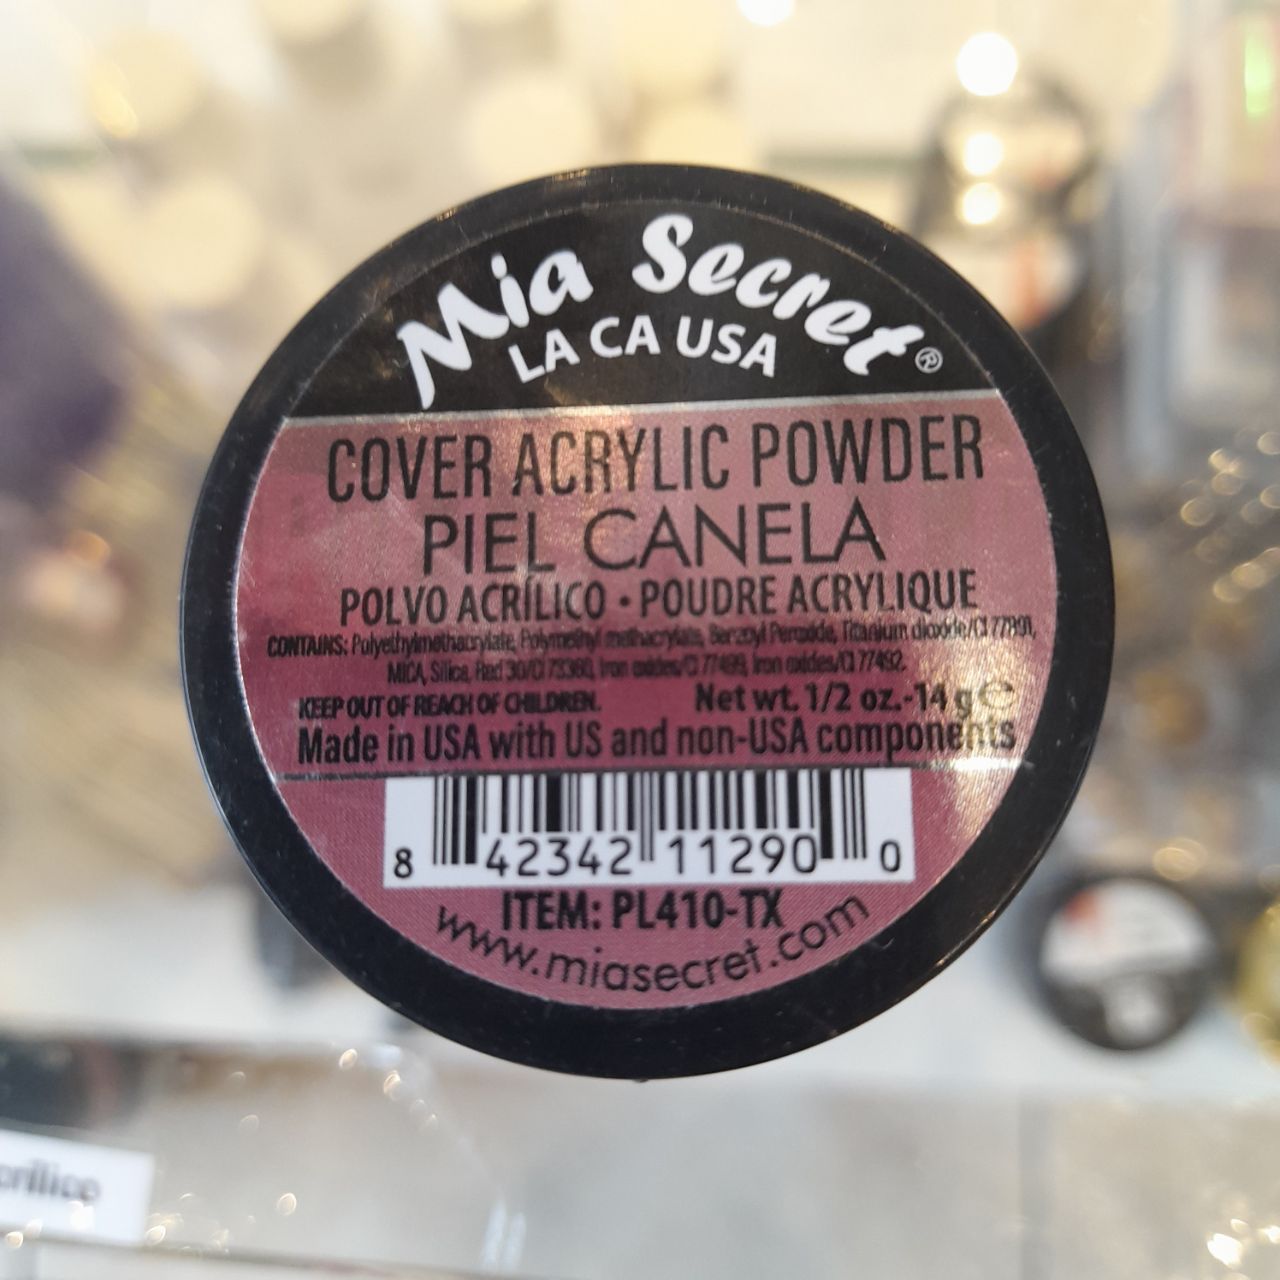 Mia Secret®
LA CA USA
COVER ACRYLIC POWDER
PIEL CANELA
POLVO ACRÍLICO • POUDRE ACRYLIQUE
CONTAINS: Polyethylmethacrylate, Polymethyl methacrylate, Benzoyl Peroxide, Titanium dioxide/CI 77891,
MICA, Silica, Red 30/CI 73360, Iron oxides/CI 77499, Iron oxides/CI 77492.
KEEP OUT OF REACH OF CHILDREN.
Net wt. 1/2 oz.-14 g ℮
Made in USA with US and non-USA components
8 42342 11290 0
ITEM: PL410-TX
www.miasecret.com